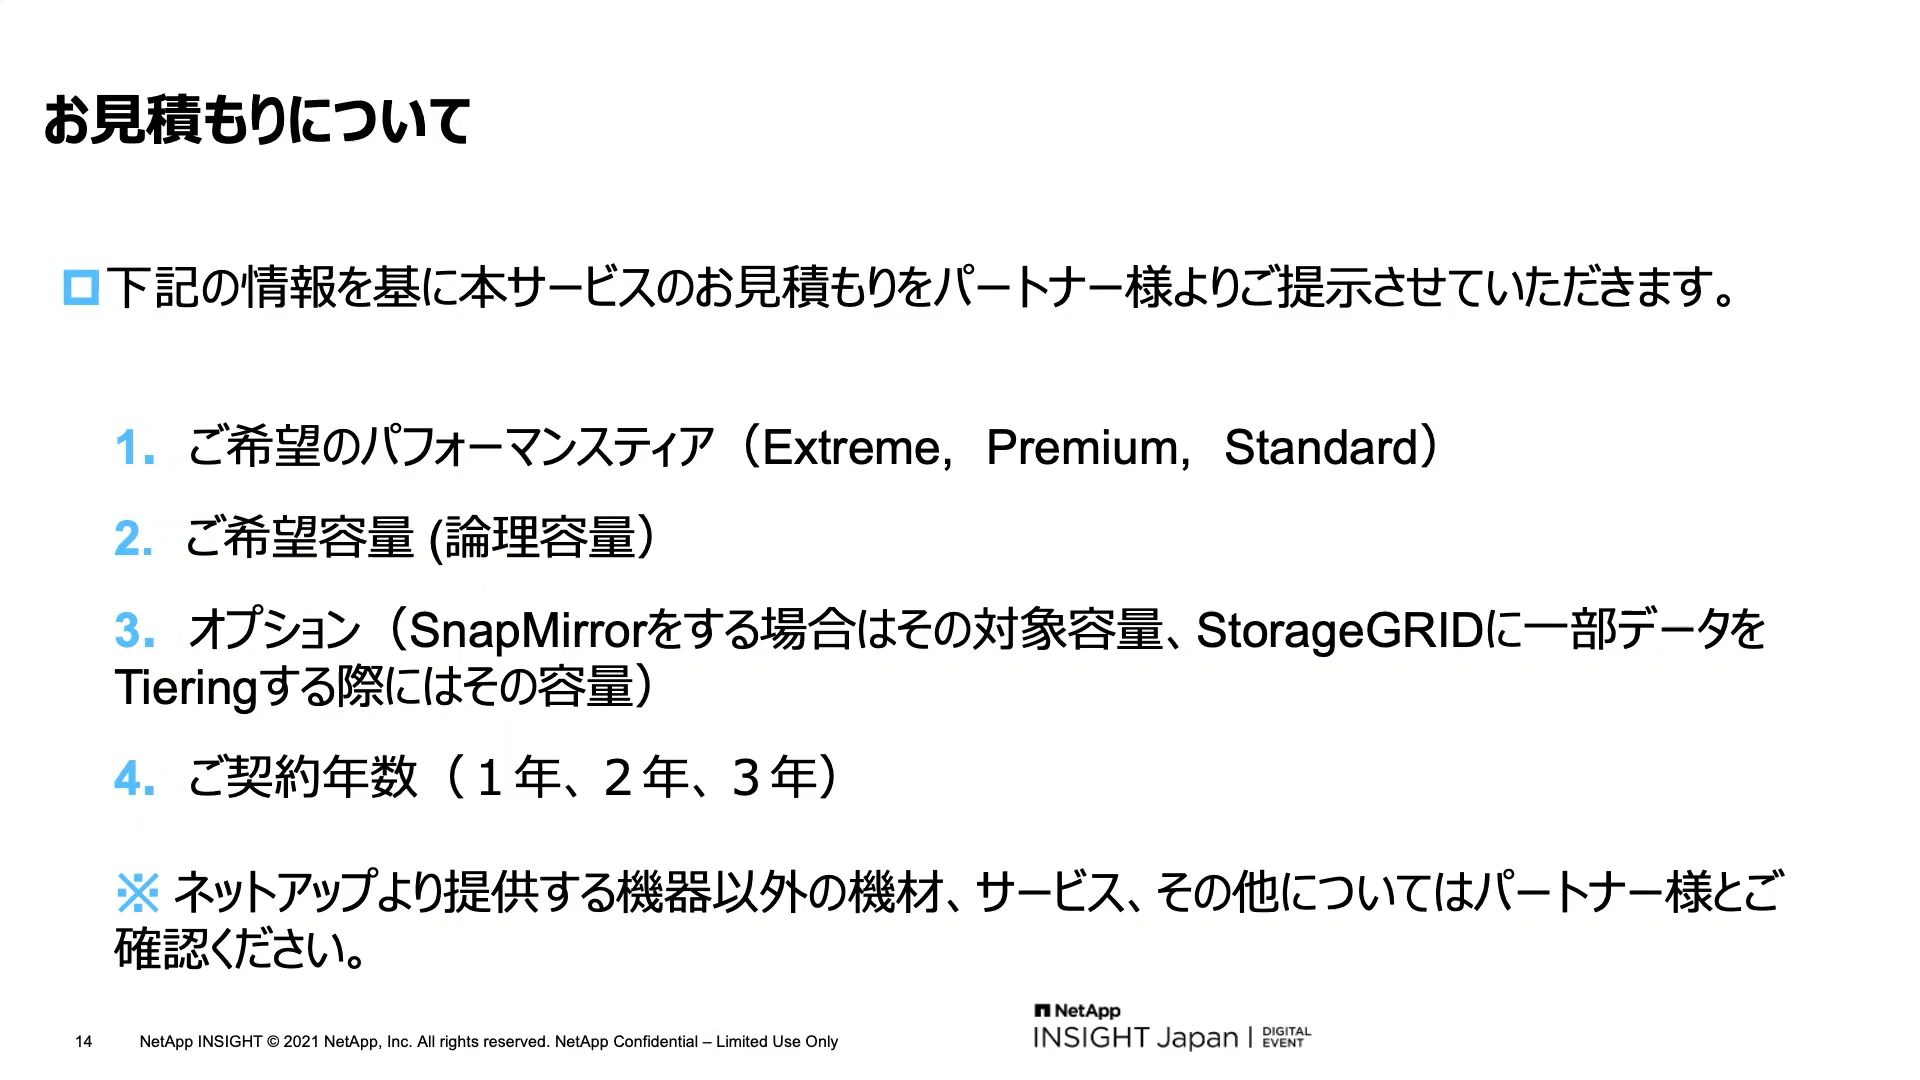 お見積もりについて
下記の情報を基に本サービスのお見積もりをパートナー様よりご提示させていただきます。
1. ご希望のパフォーマンスティア（Extreme, Premium, Standard）
2. ご希望容量 (論理容量）
3. オプション（SnapMirrorをする場合はその対象容量、StorageGRIDに一部データを
Tieringする際にはその容量）
4. ご契約年数（１年、２年、３年）
※ ネットアップより提供する機器以外の機材、サービス、その他についてはパートナー様とご
確認ください。
NetApp
INSIGHT Japan | DIGITAL EVENT
14 NetApp INSIGHT © 2021 NetApp, Inc. All rights reserved. NetApp Confidential – Limited Use Only